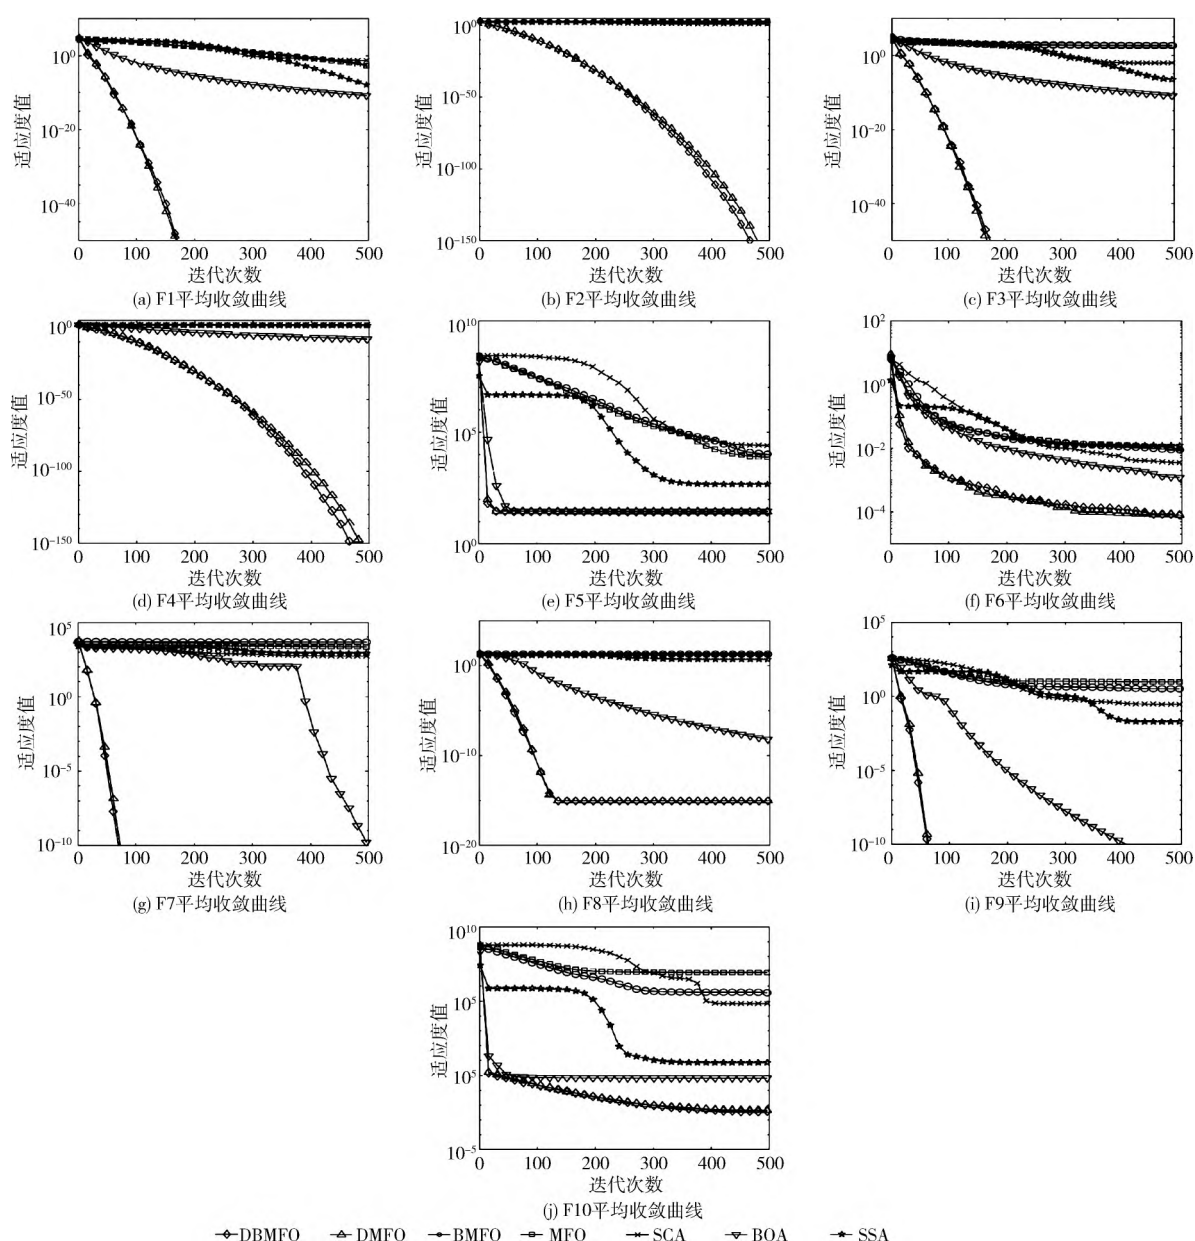 适应度值
10^0
10^-20
10^-40
0 100 200 300 400 500
迭代次数
(a) F1平均收敛曲线
适应度值
10^0
10^-50
10^-100
10^-150
0 100 200 300 400 500
迭代次数
(b) F2平均收敛曲线
适应度值
10^0
10^-20
10^-40
0 100 200 300 400 500
迭代次数
(c) F3平均收敛曲线
适应度值
10^0
10^-50
10^-100
10^-150
0 100 200 300 400 500
迭代次数
(d) F4平均收敛曲线
适应度值
10^10
10^5
10^0
0 100 200 300 400 500
迭代次数
(e) F5平均收敛曲线
适应度值
10^2
10^0
10^-2
10^-4
0 100 200 300 400 500
迭代次数
(f) F6平均收敛曲线
适应度值
10^5
10^0
10^-5
10^-10
0 100 200 300 400 500
迭代次数
(g) F7平均收敛曲线
适应度值
10^0
10^-10
10^-20
0 100 200 300 400 500
迭代次数
(h) F8平均收敛曲线
适应度值
10^5
10^0
10^-5
10^-10
0 100 200 300 400 500
迭代次数
(i) F9平均收敛曲线
适应度值
10^10
10^5
10^5
10^-5
0 100 200 300 400 500
迭代次数
(j) F10平均收敛曲线
DBMFO DMFO BMFO MFO SCA BOA SSA